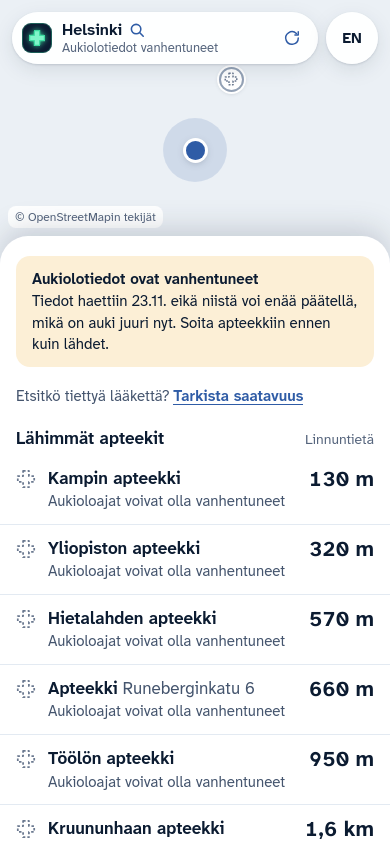 Helsinki
Aukiolotiedot vanhentuneet
EN
© OpenStreetMapin tekijät
Aukiolotiedot ovat vanhentuneet
Tiedot haettiin 23.11. eikä niistä voi enää päätellä,
mikä on auki juuri nyt. Soita apteekkiin ennen
kuin lähdet.
Etsitkö tiettyä lääkettä? Tarkista saatavuus
Lähimmät apteekit
Linnuntietä
Kampin apteekki
130 m
Aukioloajat voivat olla vanhentuneet
Yliopiston apteekki
320 m
Aukioloajat voivat olla vanhentuneet
Hietalahden apteekki
570 m
Aukioloajat voivat olla vanhentuneet
Apteekki Runeberginkatu 6
660 m
Aukioloajat voivat olla vanhentuneet
Töölön apteekki
950 m
Aukioloajat voivat olla vanhentuneet
Kruununhaan apteekki
1,6 km